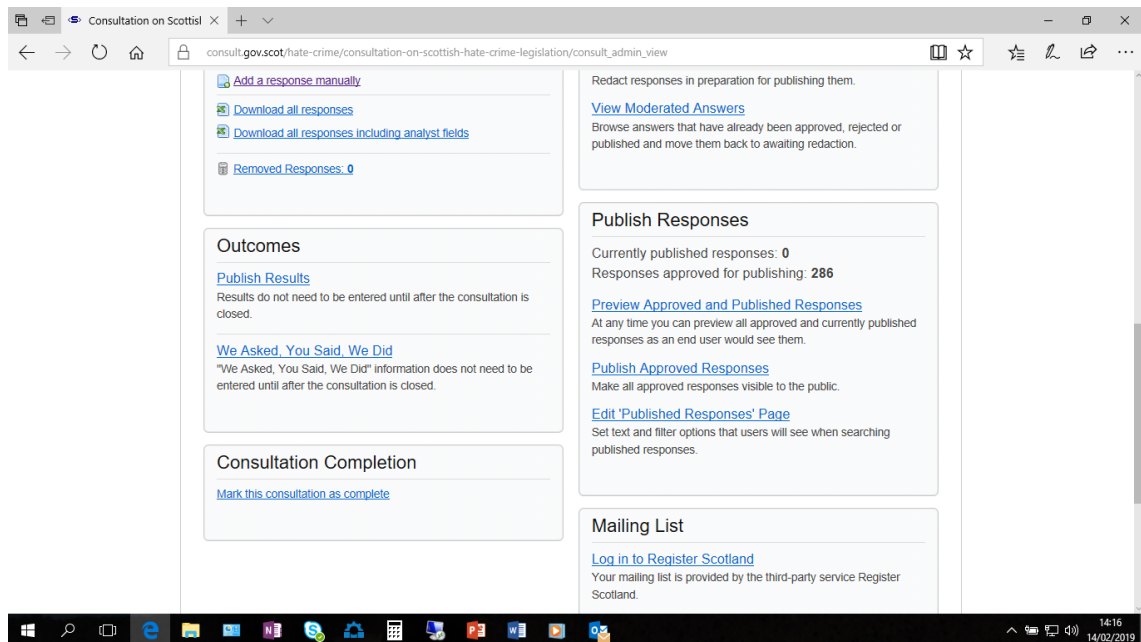 Consultation on Scottisl
consult.gov.scot/hate-crime/consultation-on-scottish-hate-crime-legislation/consult_admin_view
Add a response manually
Download all responses
Download all responses including analyst fields
Removed Responses: 0
Outcomes
Publish Results
Results do not need to be entered until after the consultation is
closed.
We Asked, You Said, We Did
"We Asked, You Said, We Did" information does not need to be
entered until after the consultation is closed.
Consultation Completion
Mark this consultation as complete
Redact responses in preparation for publishing them.
View Moderated Answers
Browse answers that have already been approved, rejected or
published and move them back to awaiting redaction.
Publish Responses
Currently published responses: 0
Responses approved for publishing: 286
Preview Approved and Published Responses
At any time you can preview all approved and currently published
responses as an end user would see them.
Publish Approved Responses
Make all approved responses visible to the public.
Edit 'Published Responses' Page
Set text and filter options that users will see when searching
published responses.
Mailing List
Log in to Register Scotland
Your mailing list is provided by the third-party service Register
Scotland.
14:16
14/02/2019